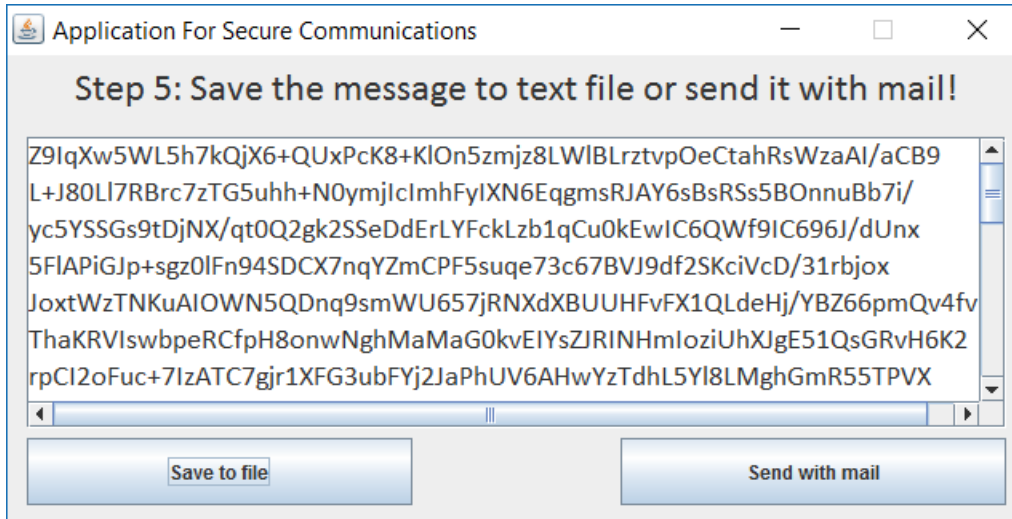 Application For Secure Communications
Step 5: Save the message to text file or send it with mail!
Z9IqXw5WL5h7kQjX6+QUxPcK8+KlOn5zmjz8LWlBLrztvpOeCtahRsWzaAI/aCB9
L+J80Ll7RBrc7zTG5uhh+N0ymjIcImhFyIXN6EqgmsRJAY6sBsRSs5BOnnuBb7i/
yc5YSSGs9tDjNX/qt0Q2gk2SSeDdErLYFckLzb1qCu0kEwIC6QWf9IC696J/dUnx
5FlAPiGJp+sgz0lFn94SDCX7nqYZmCPF5suqe73c67BVJ9df2SKciVcD/31rbjox
JoxtWzTNKuAIOWN5QDnq9smWU657jRNXdXBUUHFvFX1QLdeHj/YBZ66pmQv4fv
ThaKRVIswbpeRCfpH8onwNghMaMaG0kvEIYsZJRINHmIoziUhXJgE51QsGRvH6K2
rpCI2oFuc+7IzATC7gjr1XFG3ubFYj2JaPhUV6AHwYzTdhL5Yl8LMghGmR55TPVX
Save to file
Send with mail